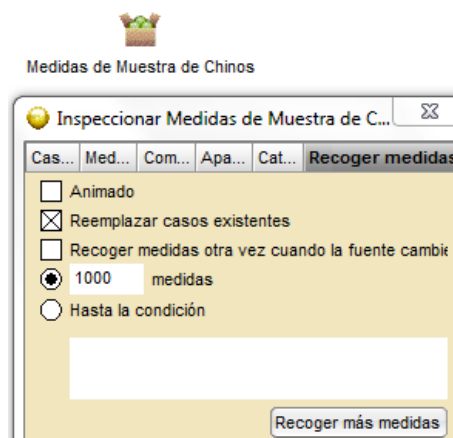 Medidas de Muestra de Chinos
Inspeccionar Medidas de Muestra de C...
Cas... Med... Com... Apa... Cat... Recoger medidas
Animado
Reemplazar casos existentes
Recoger medidas otra vez cuando la fuente cambie
1000 medidas
Hasta la condición
Recoger más medidas